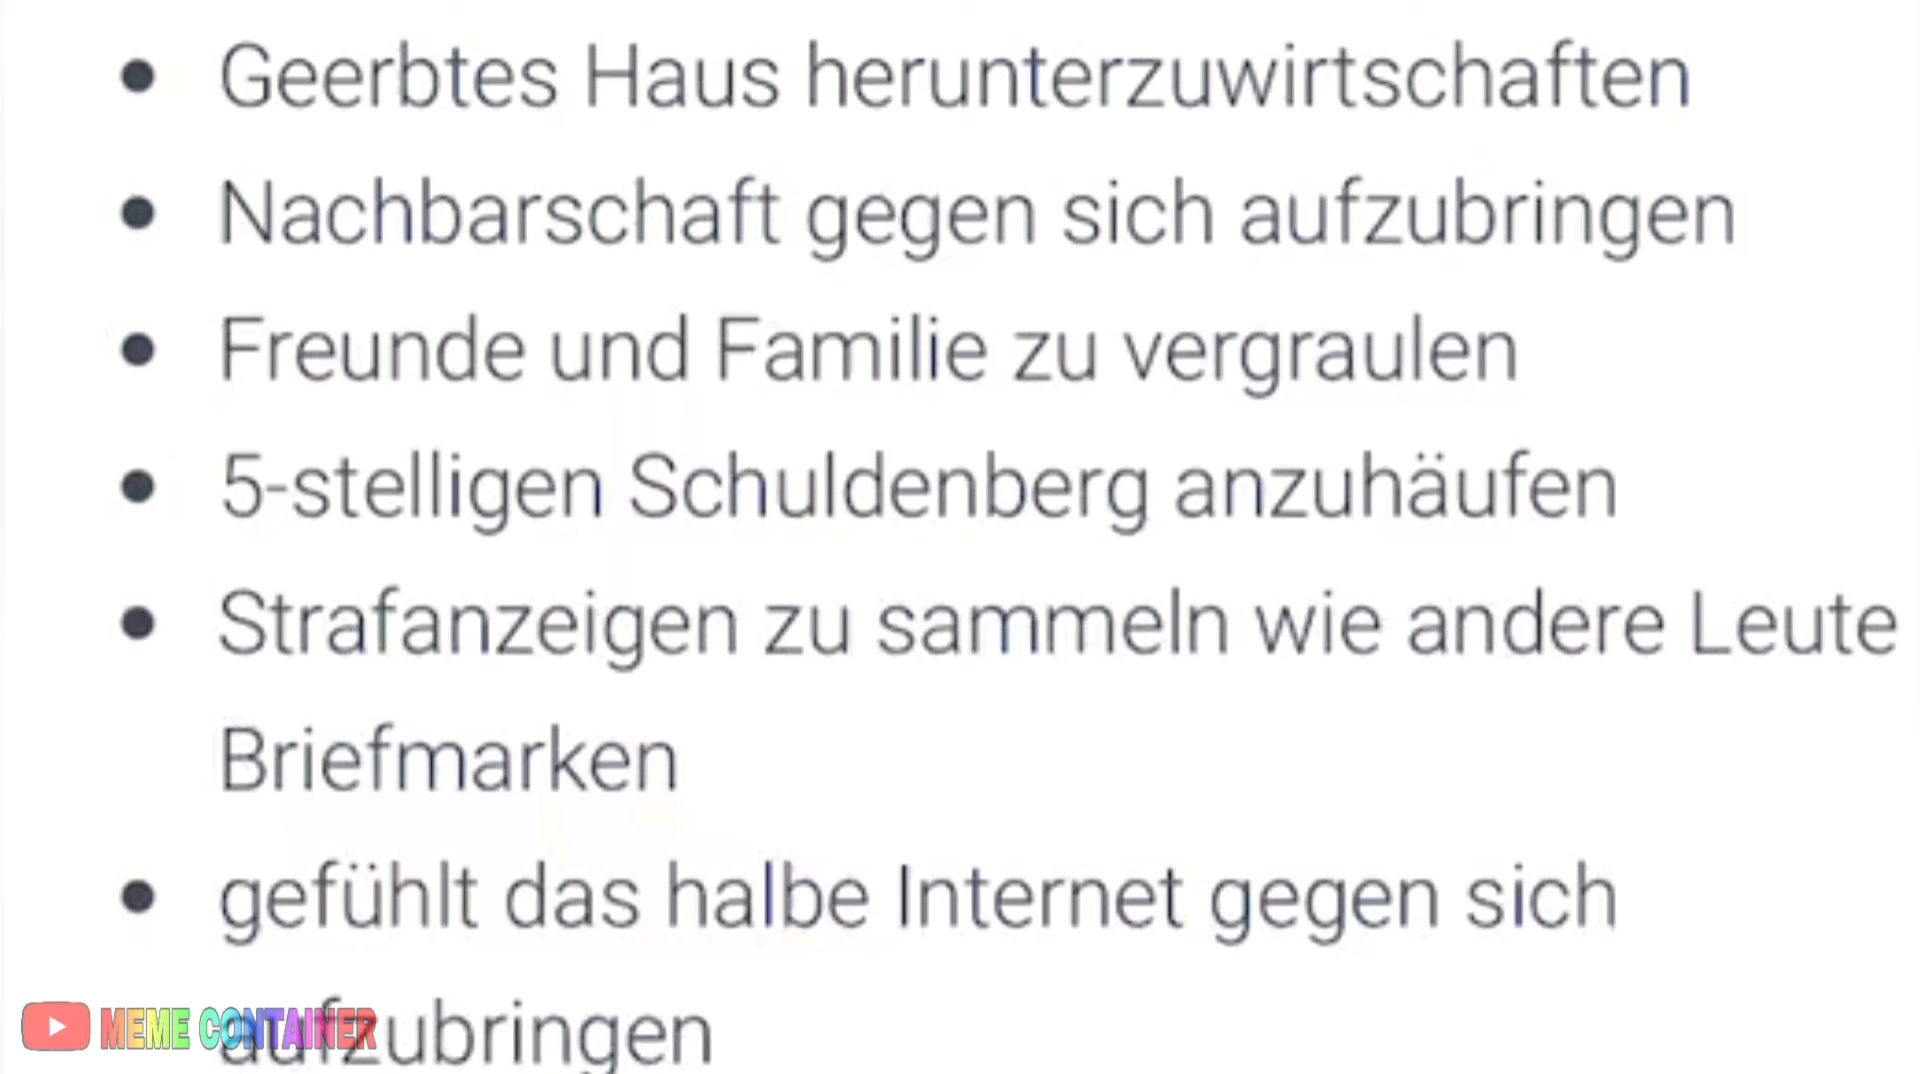 Geerbtes Haus herunterzuwirtschaften
Nachbarschaft gegen sich aufzubringen
Freunde und Familie zu vergraulen
5-stelligen Schuldenberg anzuhäufen
Strafanzeigen zu sammeln wie andere Leute
Briefmarken
gefühlt das halbe Internet gegen sich
aufzubringen
MEME CONTAINER